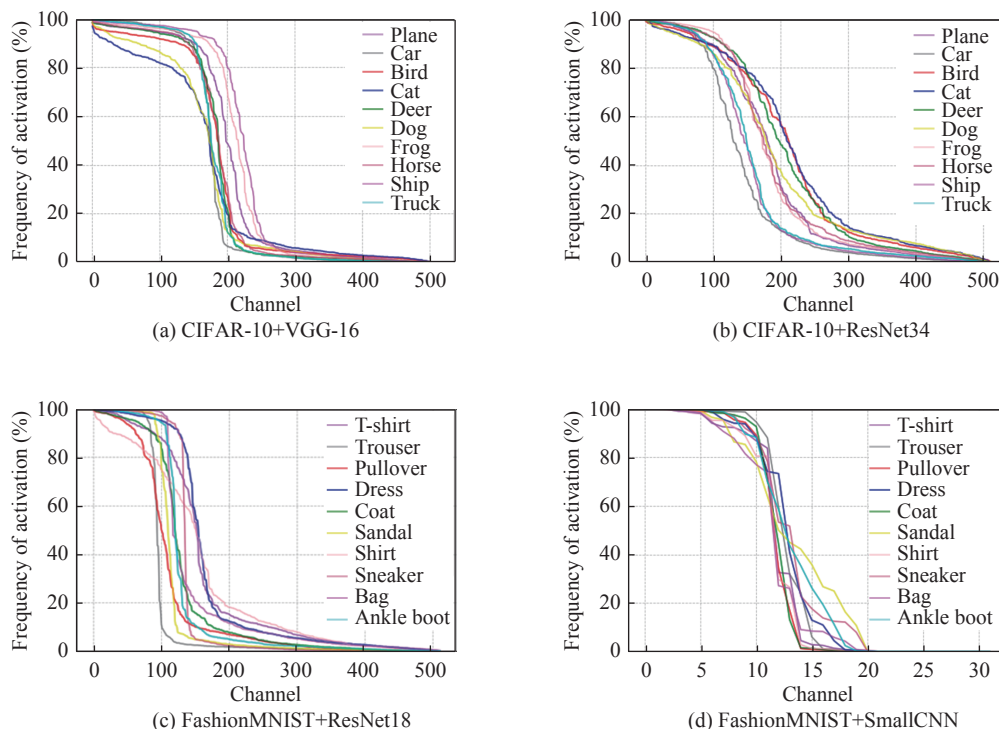 Frequency of activation (%)
100
80
60
40
20
0
0 100 200 300 400 500
Channel
Plane
Car
Bird
Cat
Deer
Dog
Frog
Horse
Ship
Truck
(a) CIFAR-10+VGG-16
Frequency of activation (%)
100
80
60
40
20
0
0 100 200 300 400 500
Channel
Plane
Car
Bird
Cat
Deer
Dog
Frog
Horse
Ship
Truck
(b) CIFAR-10+ResNet34
Frequency of activation (%)
100
80
60
40
20
0
0 100 200 300 400 500
Channel
T-shirt
Trouser
Pullover
Dress
Coat
Sandal
Shirt
Sneaker
Bag
Ankle boot
(c) FashionMNIST+ResNet18
Frequency of activation (%)
100
80
60
40
20
0
0 5 10 15 20 25 30
Channel
T-shirt
Trouser
Pullover
Dress
Coat
Sandal
Shirt
Sneaker
Bag
Ankle boot
(d) FashionMNIST+SmallCNN